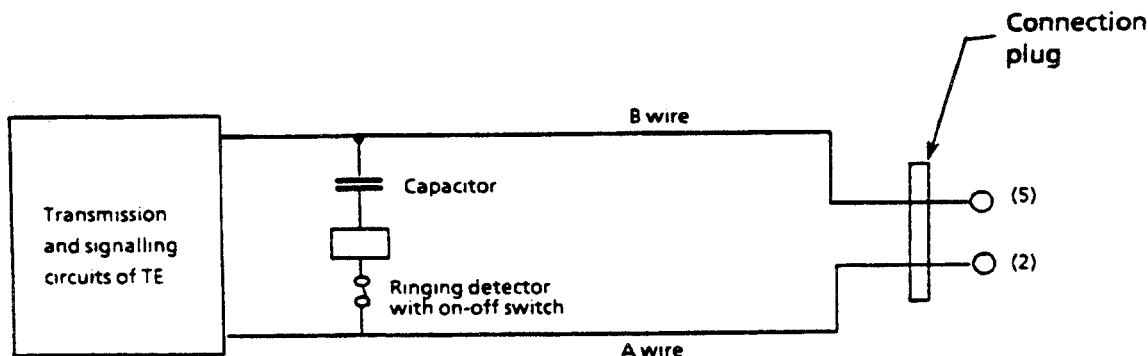 Connection
plug
B wire
Capacitor
(5)
Transmission
and signalling
circuits of TE
(2)
Ringing detector
with on-off switch
A wire